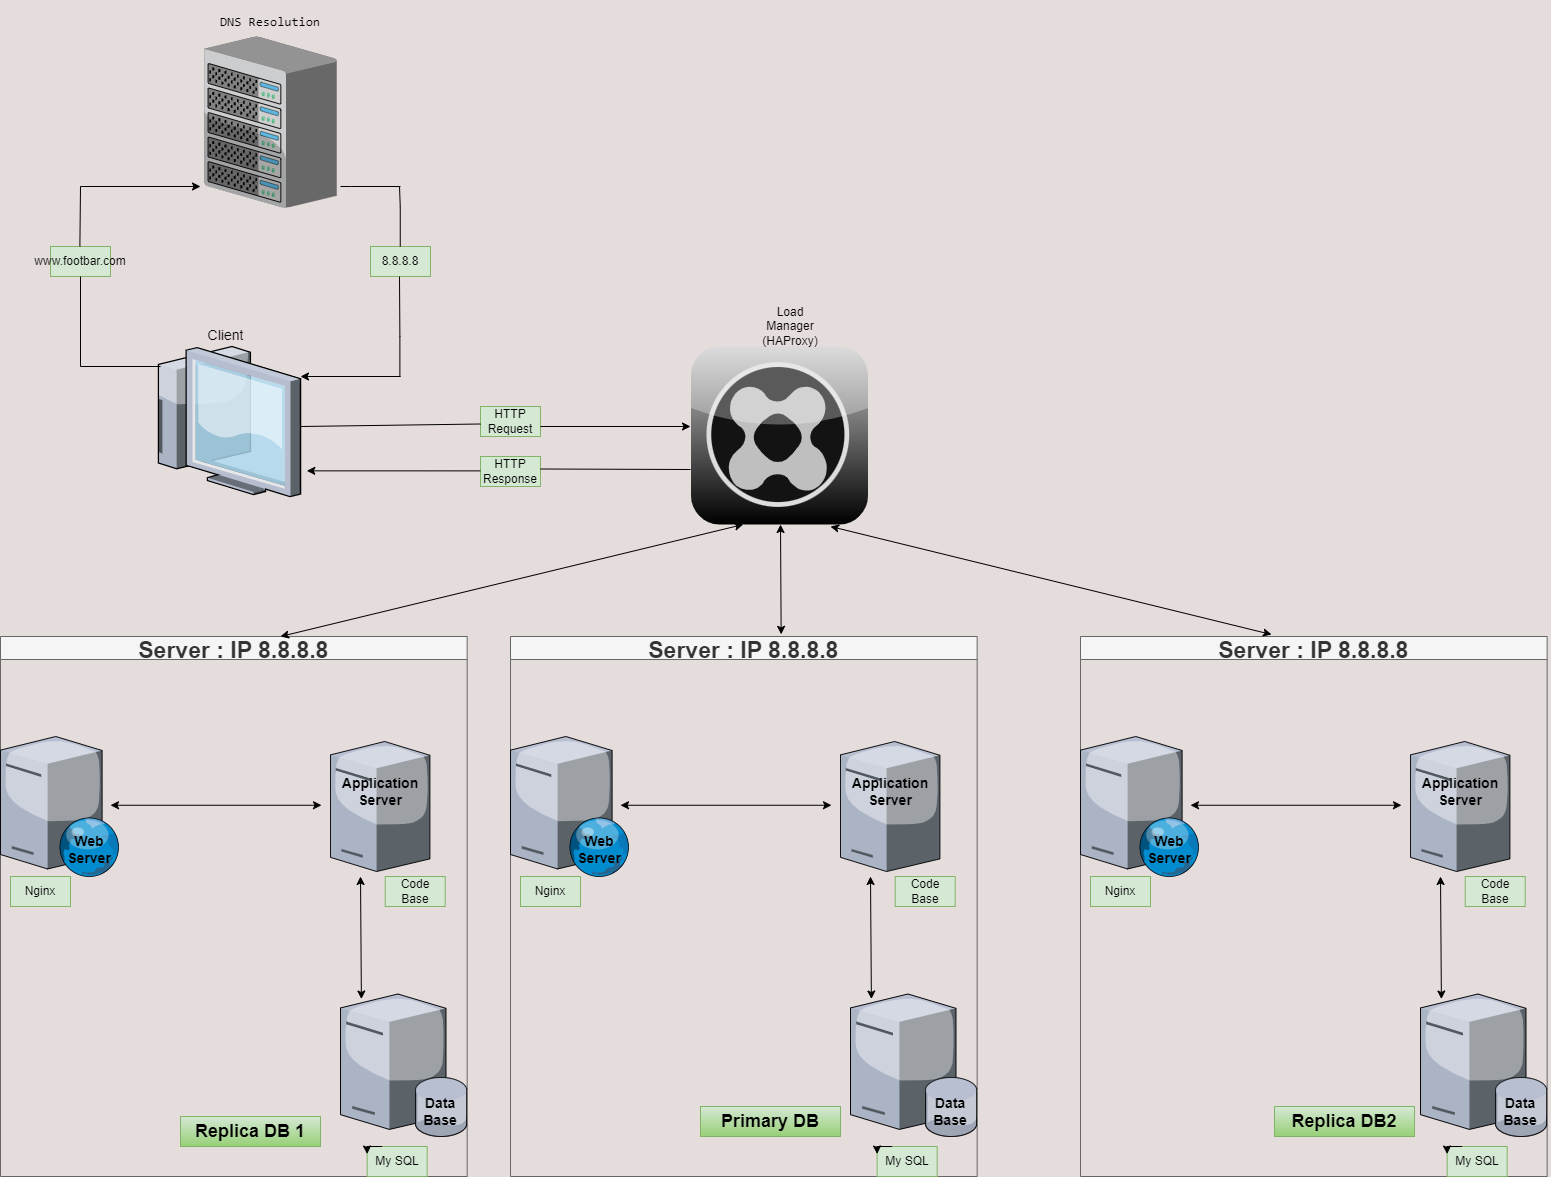 DNS Resolution
www.footbar.com
8.8.8.8
Client
Load
Manager
(HAProxy)
HTTP
Request
HTTP
Response
Server : IP 8.8.8.8
Server : IP 8.8.8.8
Server : IP 8.8.8.8
Application
Server
Web
Server
Nginx
Code
Base
Data
Base
Replica DB 1
My SQL
Application
Server
Web
Server
Nginx
Code
Base
Data
Base
Primary DB
My SQL
Application
Server
Web
Server
Nginx
Code
Base
Data
Base
Replica DB2
My SQL